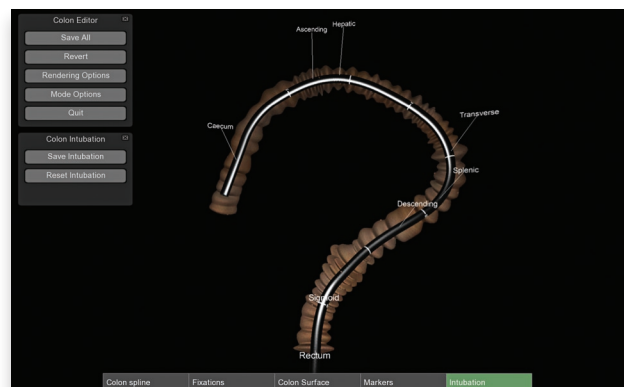 Colon Editor
Save All
Revert
Rendering Options
Mode Options
Quit
Colon Intubation
Save Intubation
Reset Intubation
Ascending
Hepatic
Caecum
Transverse
Splenic
Descending
Sigmoid
Rectum
Colon spline
Fixations
Colon Surface
Markers
Intubation